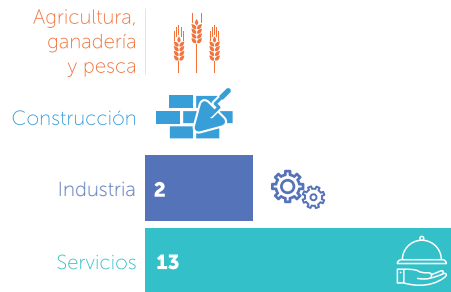 Agricultura,
ganadería
y pesca
Construcción
Industria 2
Servicios 13